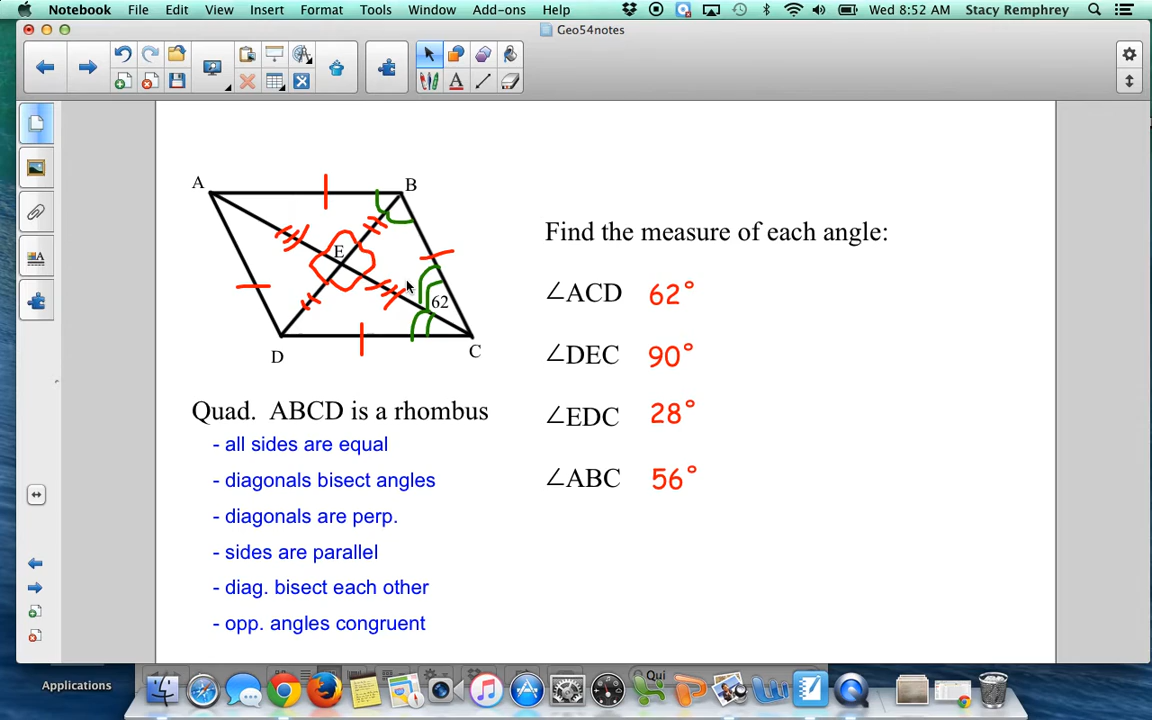 Notebook File Edit View Insert Format Tools Window Add-ons Help Wed 8:52 AM Stacy Remphrey
Geo54notes
A
B
E
62
D
C
Quad. ABCD is a rhombus
- all sides are equal
- diagonals bisect angles
- diagonals are perp.
- sides are parallel
- diag. bisect each other
- opp. angles congruent
Find the measure of each angle:
∠ACD 62°
∠DEC 90°
∠EDC 28°
∠ABC 56°
Applications
Qui